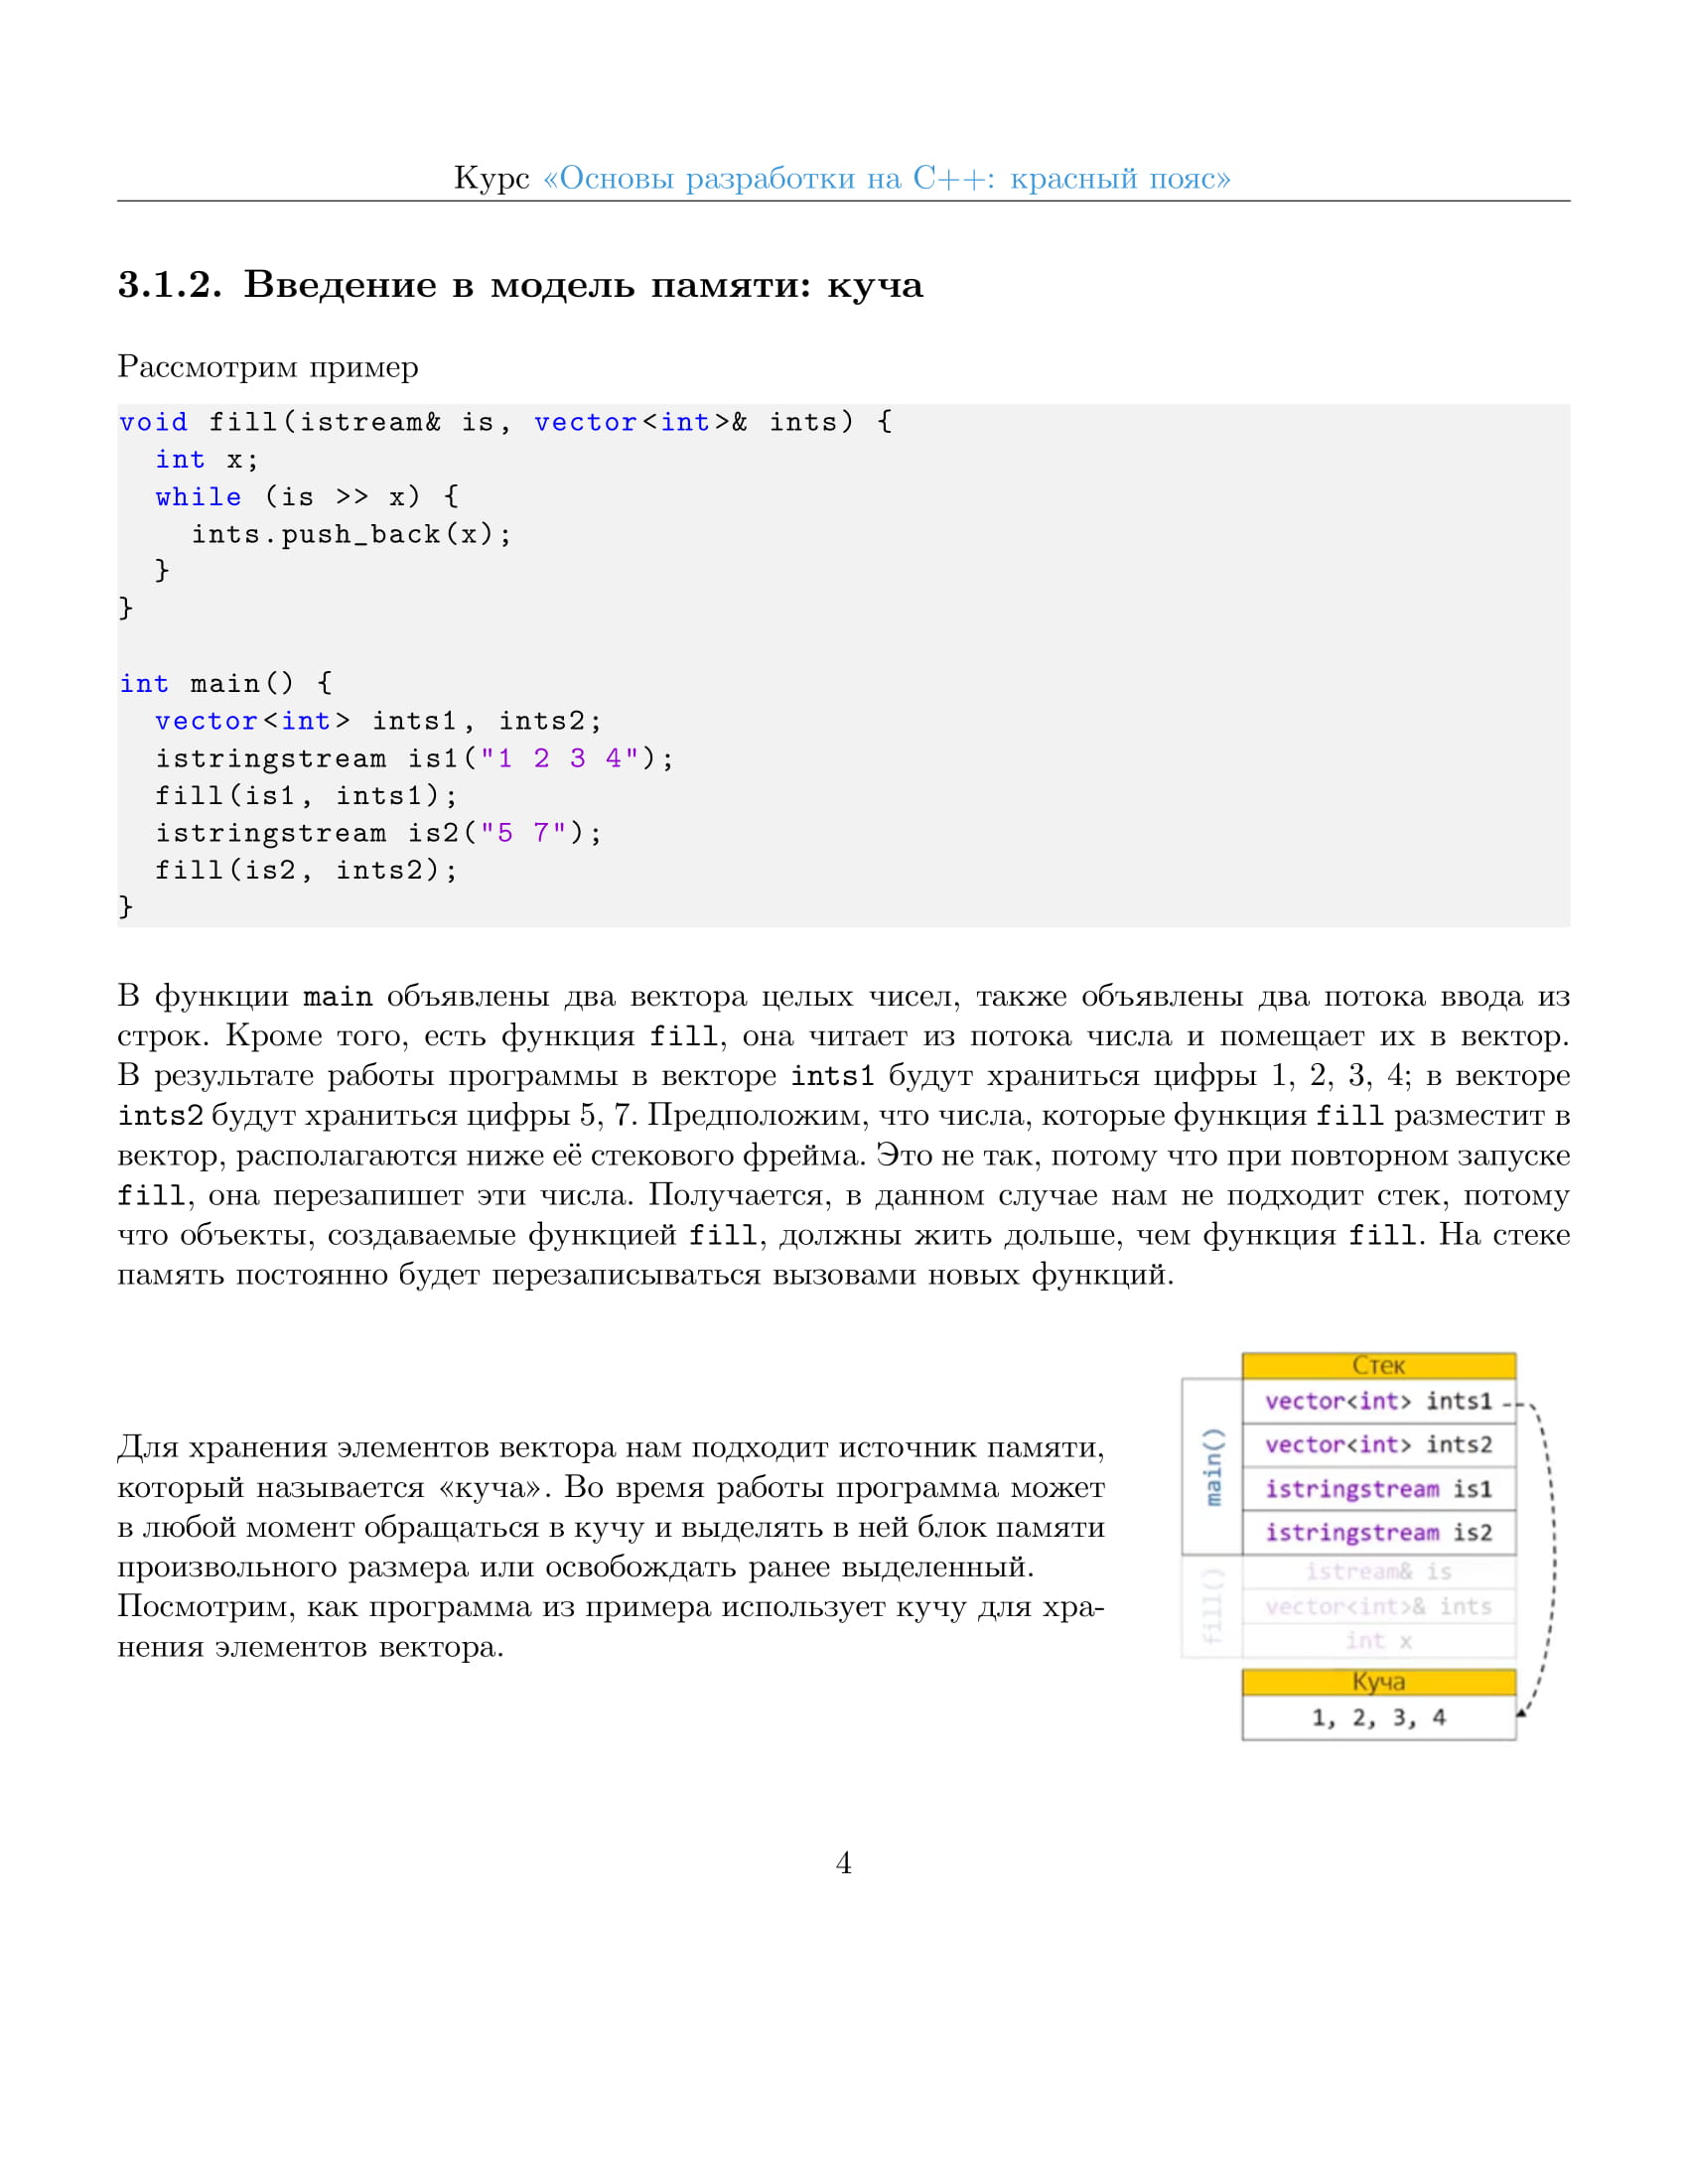 Курс «Основы разработки на C++: красный пояс»
3.1.2. Введение в модель памяти: куча
Рассмотрим пример
void fill(istream& is, vector<int>& ints) {
  int x;
  while (is >> x) {
    ints.push_back(x);
  }
}
int main() {
  vector<int> ints1, ints2;
  istringstream is1("1 2 3 4");
  fill(is1, ints1);
  istringstream is2("5 7");
  fill(is2, ints2);
}
В функции main объявлены два вектора целых чисел, также объявлены два потока ввода из
строк. Кроме того, есть функция fill, она читает из потока числа и помещает их в вектор.
В результате работы программы в векторе ints1 будут храниться цифры 1, 2, 3, 4; в векторе
ints2 будут храниться цифры 5, 7. Предположим, что числа, которые функция fill разместит в
вектор, располагаются ниже её стекового фрейма. Это не так, потому что при повторном запуске
fill, она перезапишет эти числа. Получается, в данном случае нам не подходит стек, потому
что объекты, создаваемые функцией fill, должны жить дольше, чем функция fill. На стеке
память постоянно будет перезаписываться вызовами новых функций.
Для хранения элементов вектора нам подходит источник памяти,
который называется «куча». Во время работы программа может
в любой момент обращаться в кучу и выделять в ней блок памяти
произвольного размера или освобождать ранее выделенный.
Посмотрим, как программа из примера использует кучу для хра-
нения элементов вектора.
Стек
main()
vector<int> ints1
vector<int> ints2
istringstream is1
istringstream is2
fill()
istream& is
vector<int>& ints
int x
Куча
1, 2, 3, 4
4